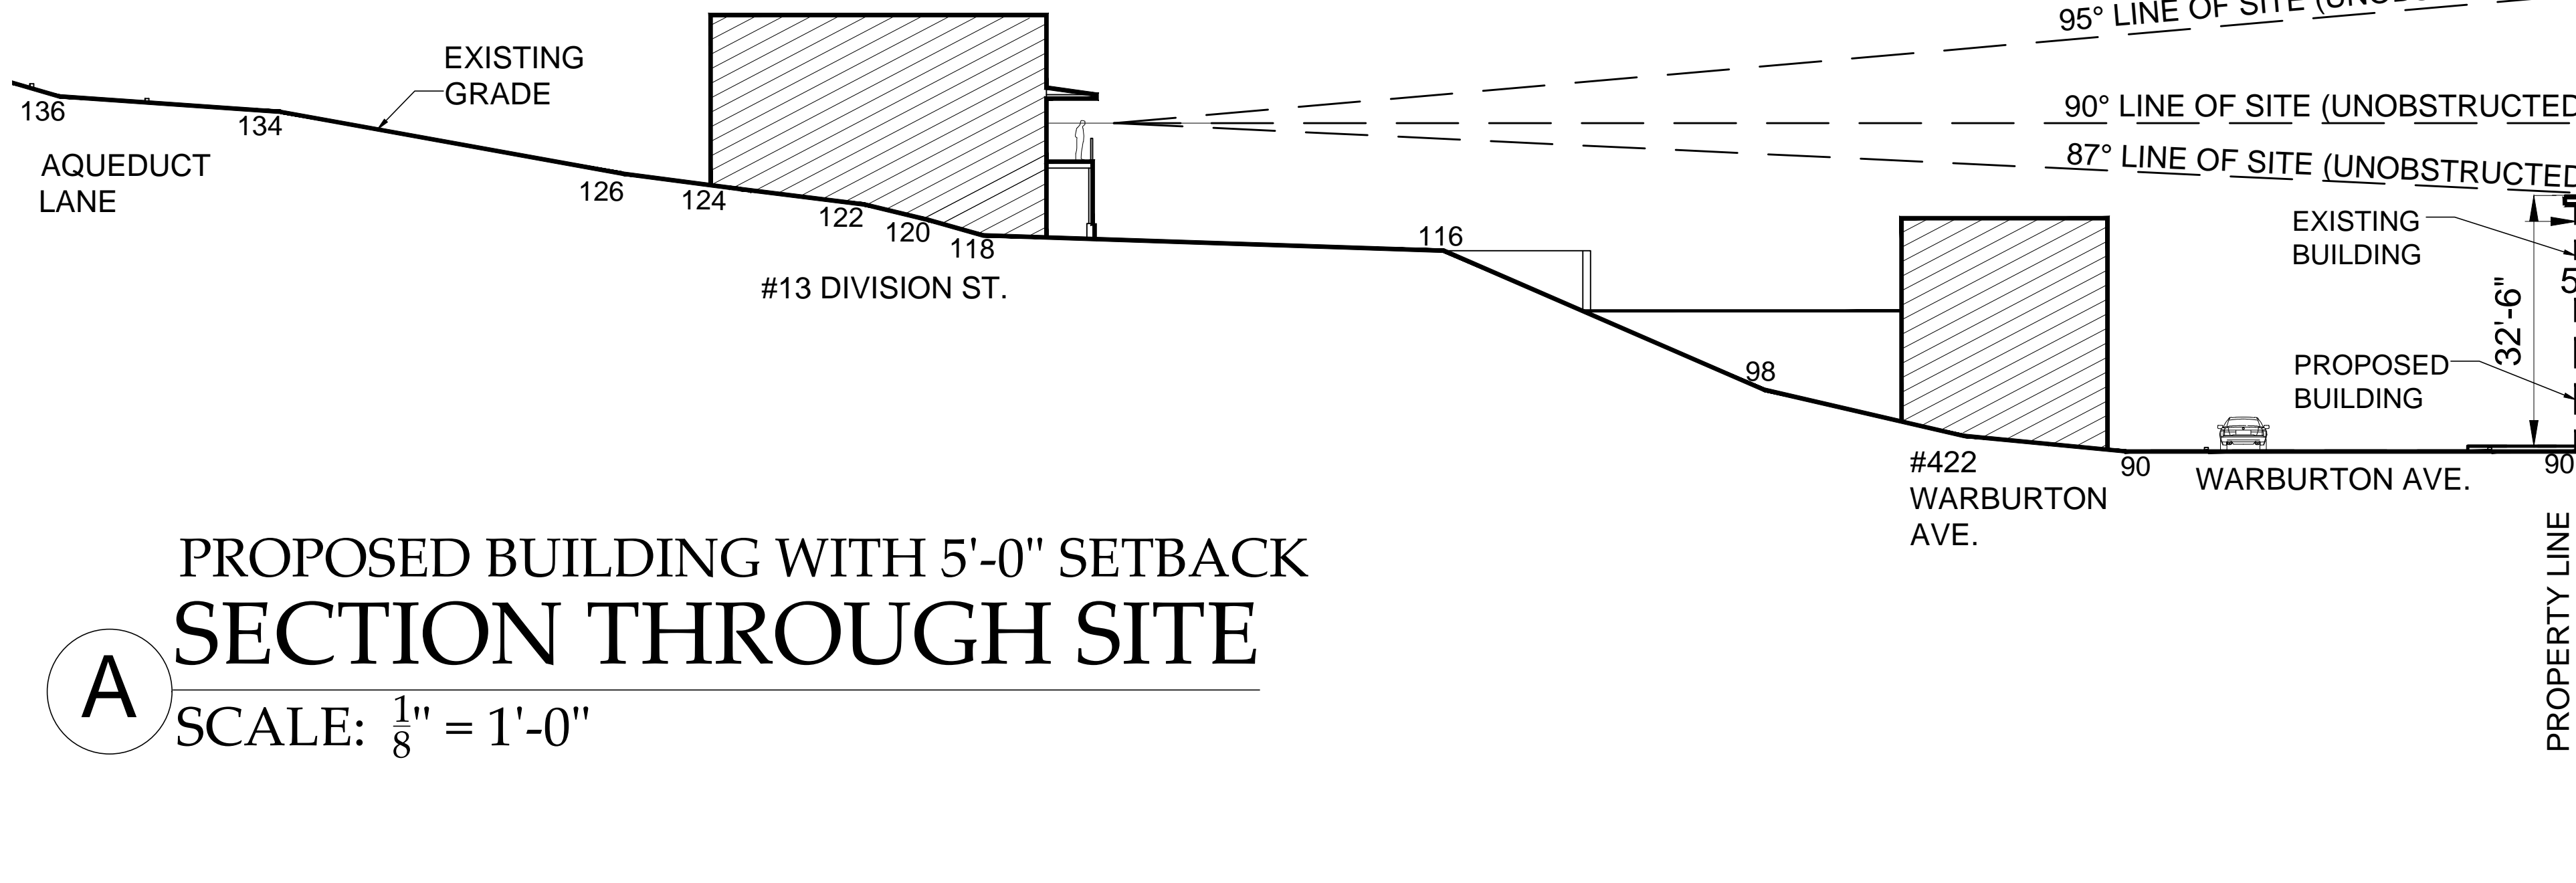 95° LINE OF SITE
EXISTING
GRADE
136
134
AQUEDUCT
LANE
126
124
122
120
118
#13 DIVISION ST.
116
90° LINE OF SITE (UNOBSTRUCTED
87° LINE OF SITE (UNOBSTRUCTED
EXISTING
BUILDING
5
32'-6"
98
PROPOSED
BUILDING
#422
WARBURTON
AVE.
90
WARBURTON AVE.
90
PROPERTY LINE
PROPOSED BUILDING WITH 5'-0" SETBACK
A
SECTION THROUGH SITE
SCALE: 1/8" = 1'-0"